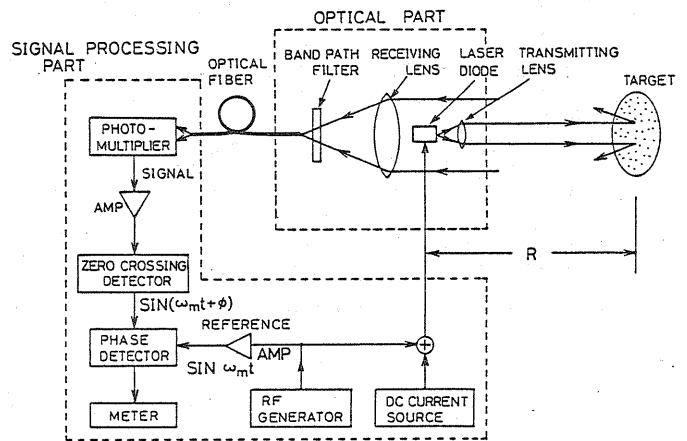 OPTICAL PART
SIGNAL PROCESSING
PART
OPTICAL
FIBER
BAND PATH
FILTER
RECEIVING
LENS
LASER
DIODE
TRANSMITTING
LENS
TARGET
PHOTO-
MULTIPLIER
SIGNAL
AMP
ZERO CROSSING
DETECTOR
R
SIN(ωmt+φ)
REFERENCE
PHASE
DETECTOR
AMP
SIN ωmt
+
METER
RF
GENERATOR
DC CURRENT
SOURCE